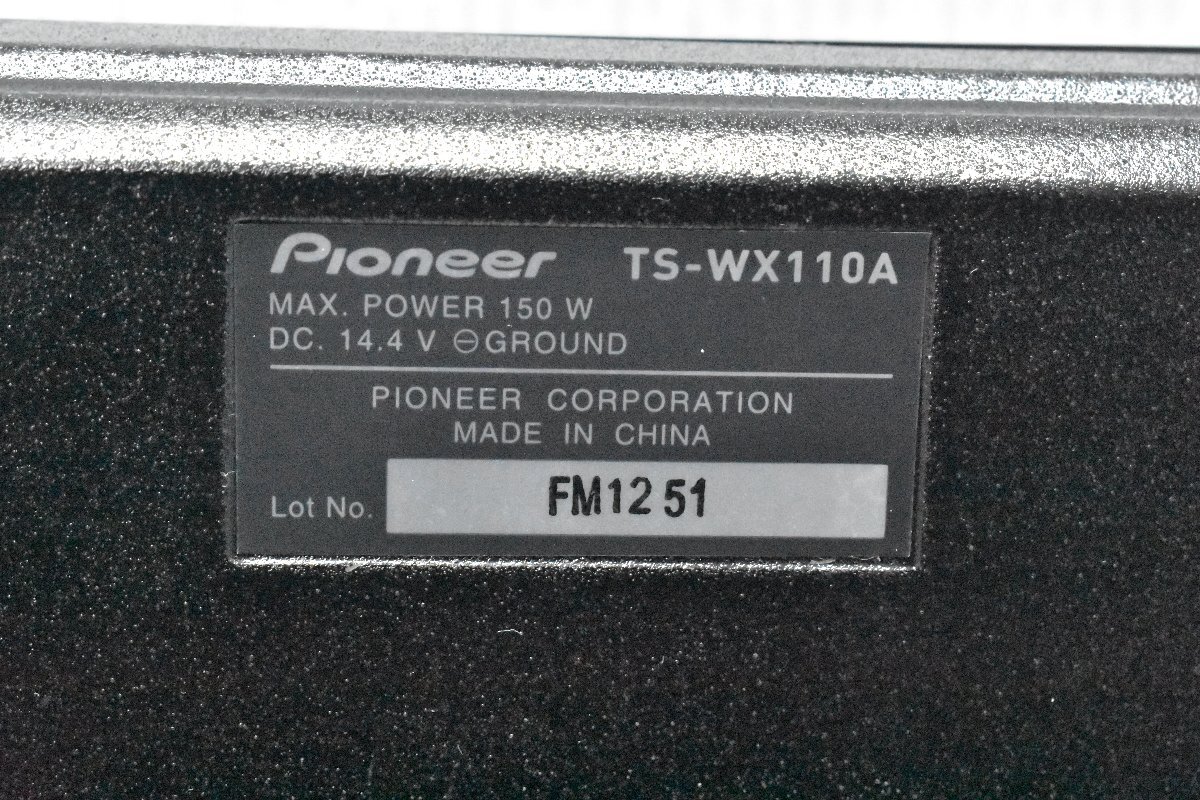 Pioneer TS-WX110A
MAX. POWER 150 W
DC. 14.4 V ⊖GROUND
PIONEER CORPORATION
MADE IN CHINA
Lot No. FM12 51